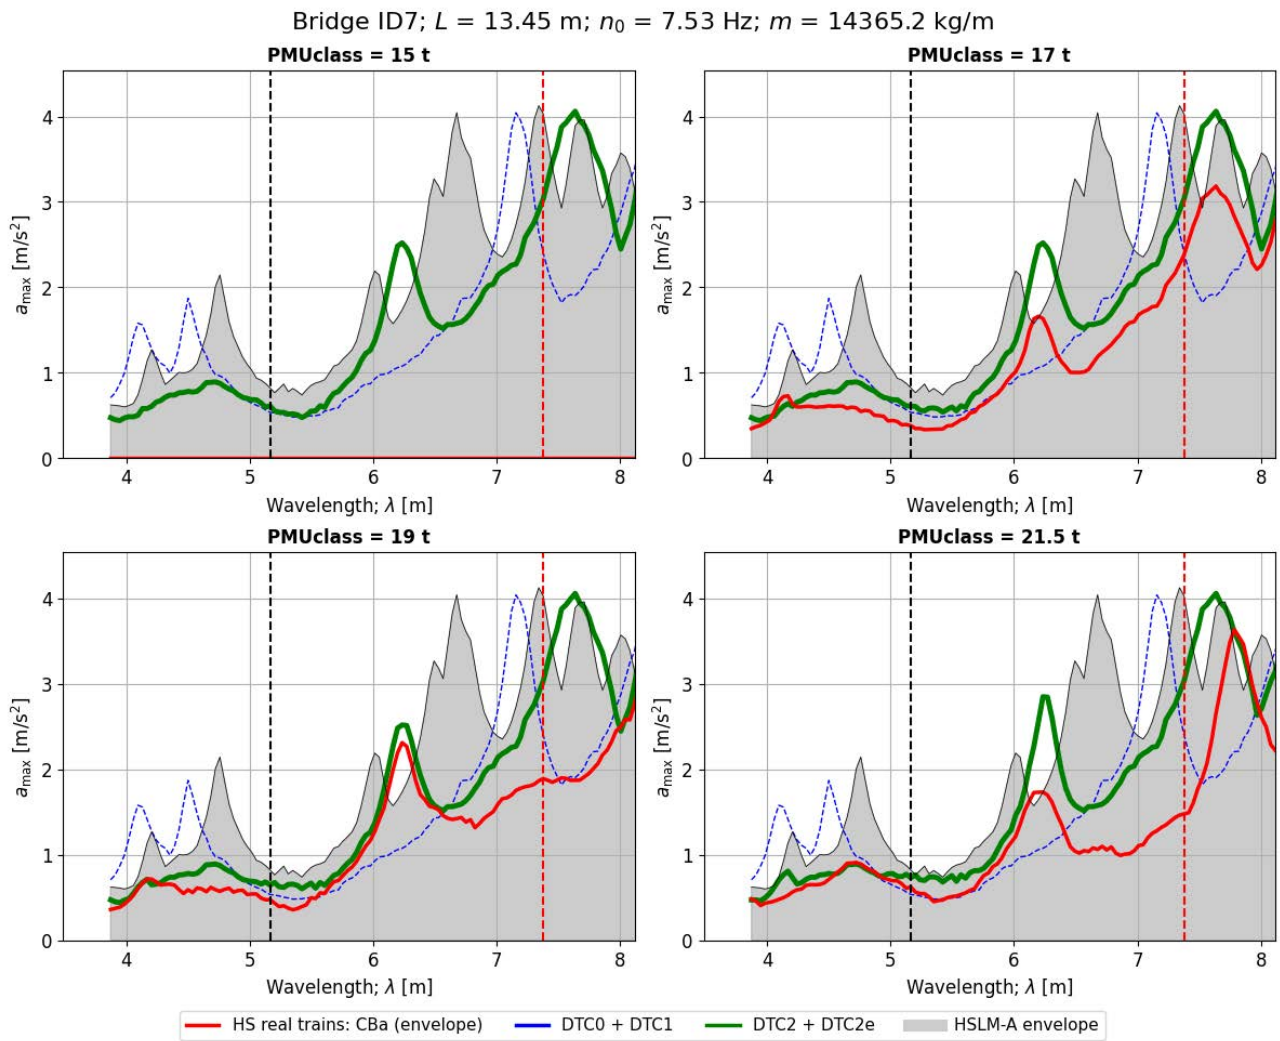 Bridge ID7; L = 13.45 m; n₀ = 7.53 Hz; m = 14365.2 kg/m
PMUclass = 15 t
4
3
2
1
0
a_max [m/s²]
4 5 6 7 8
Wavelength; λ [m]
PMUclass = 17 t
4
3
2
1
0
a_max [m/s²]
4 5 6 7 8
Wavelength; λ [m]
PMUclass = 19 t
4
3
2
1
0
a_max [m/s²]
4 5 6 7 8
Wavelength; λ [m]
PMUclass = 21.5 t
4
3
2
1
0
a_max [m/s²]
4 5 6 7 8
Wavelength; λ [m]
HS real trains: CBa (envelope) DTC0 + DTC1 DTC2 + DTC2e HSLM-A envelope